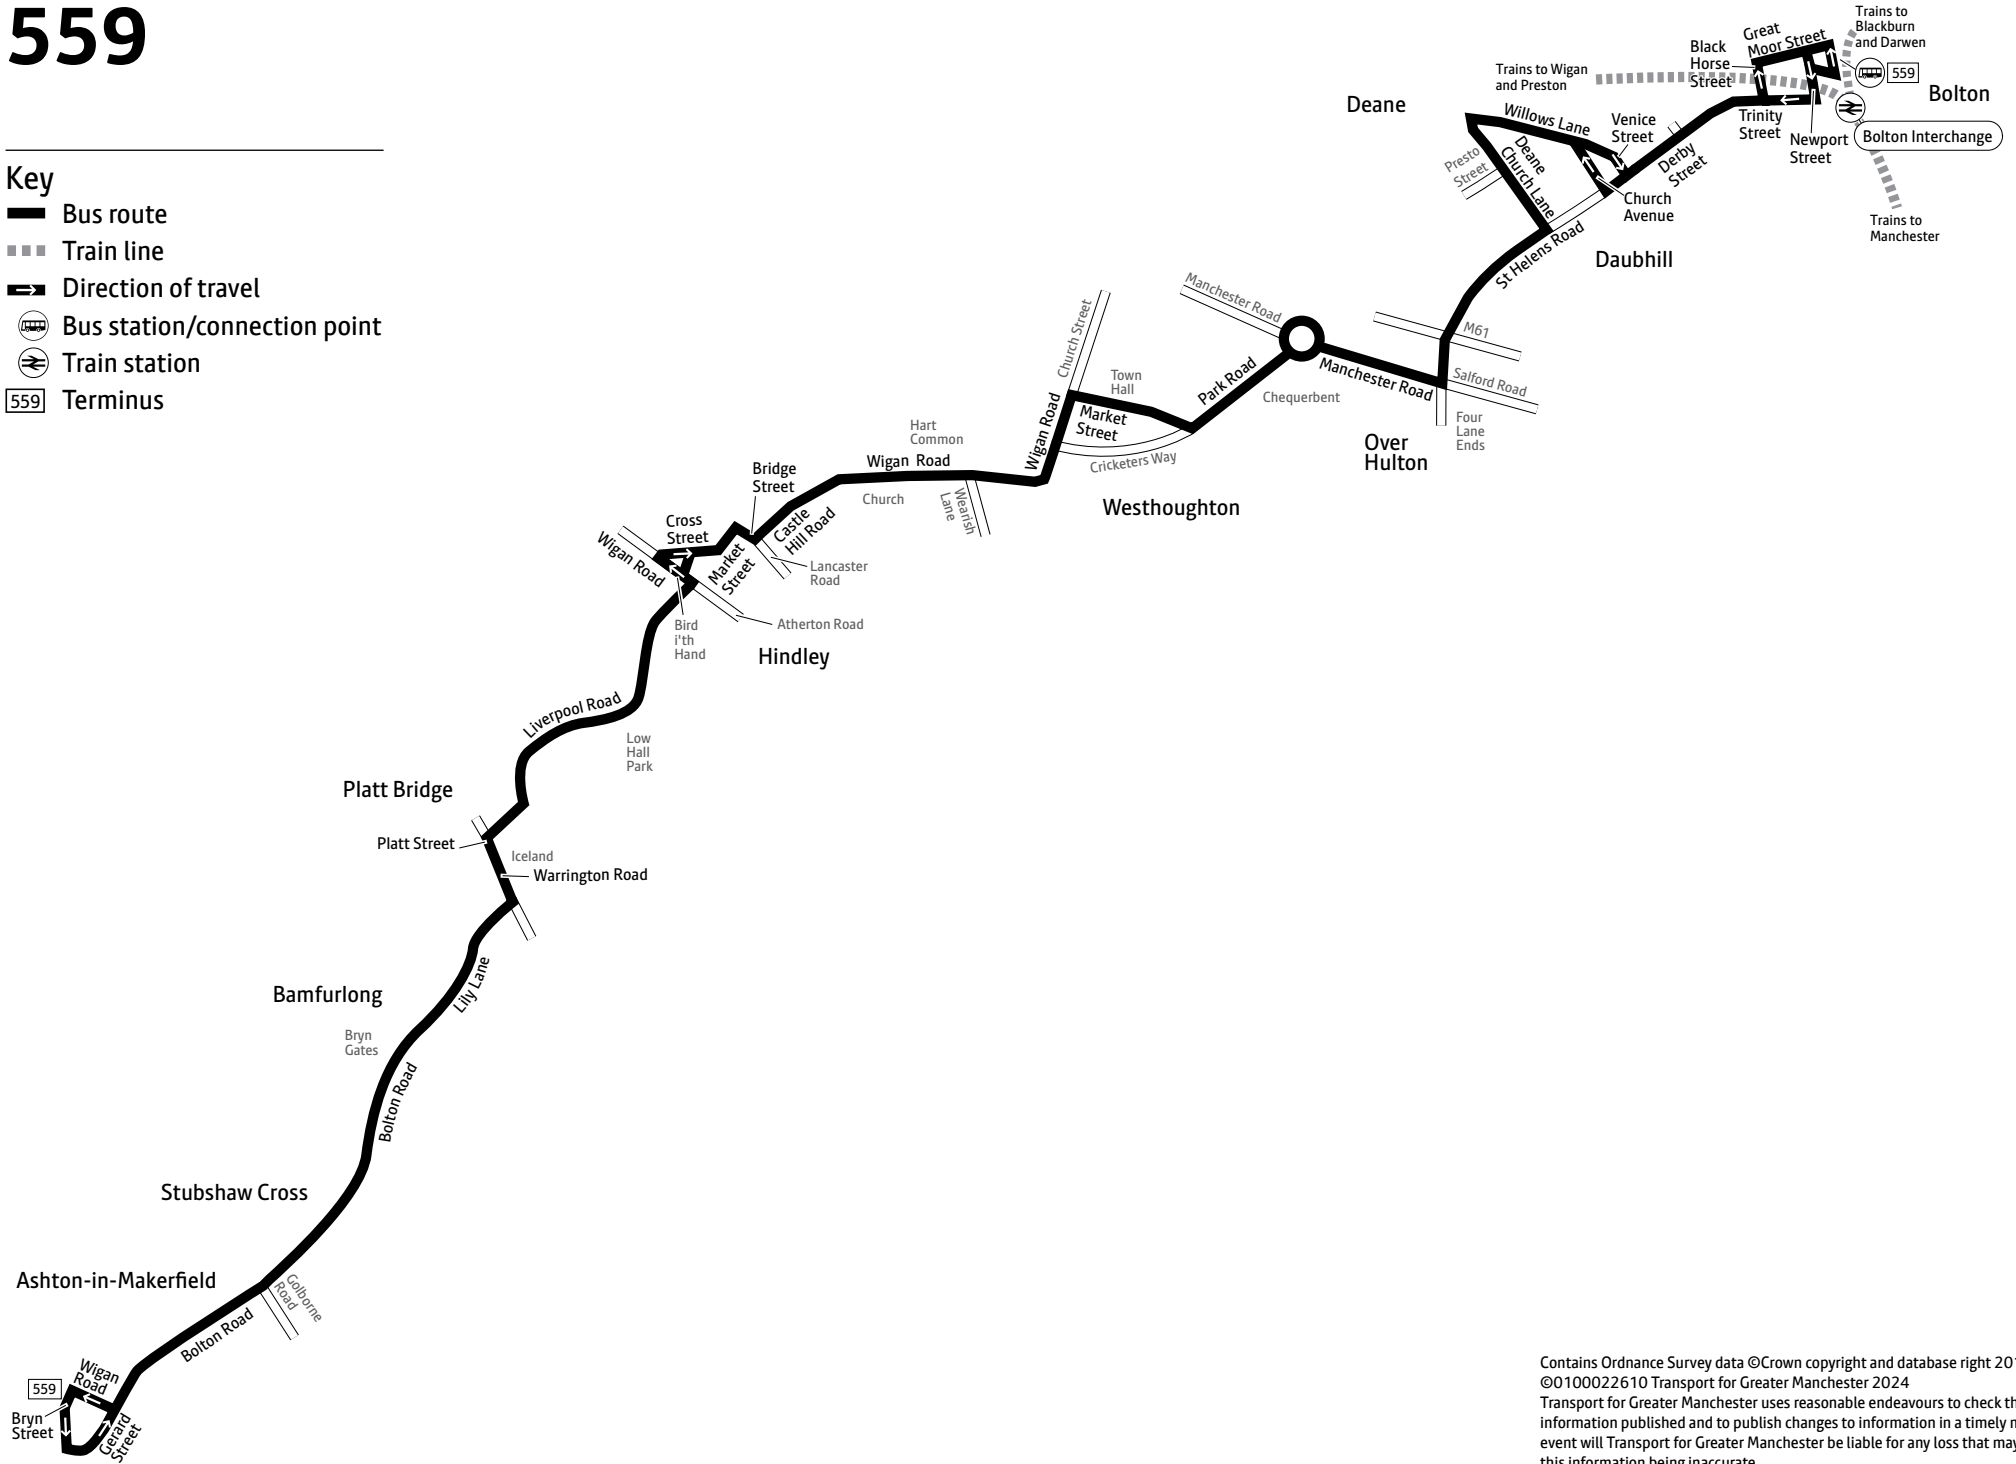 559
Key
Bus route
Train line
Direction of travel
Bus station/connection point
Train station
559
Terminus
Trains to
Blackburn
and Darwen
Great
Moor Street
Black
Horse
Street
559
Bolton
Trains to Wigan
and Preston
Deane
Willows Lane
Venice
Street
Trinity
Street
Newport
Street
Bolton Interchange
Derby
Street
Deane
Church Lane
Presto
Street
Church
Avenue
Trains to
Manchester
St Helens Road
Daubhill
Manchester Road
M61
Church Street
Town
Hall
Park Road
Chequerbent
Manchester Road
Salford Road
Four
Lane
Ends
Over
Hulton
Market
Street
Wigan Road
Cricketers Way
Westhoughton
Hart
Common
Wigan Road
Church
Wearish
Lane
Bridge
Street
Castle
Hill Road
Cross
Street
Wigan Road
Market
Street
Lancaster
Road
Bird
i'th
Hand
Atherton Road
Hindley
Liverpool Road
Low
Hall
Park
Platt Bridge
Platt Street
Iceland
Warrington Road
Lily Lane
Bamfurlong
Bryn
Gates
Bolton Road
Stubshaw Cross
Ashton-in-Makerfield
Golborne
Road
Bolton Road
Wigan
Road
559
Bryn
Street
Gerard
Street
Contains Ordnance Survey data ©Crown copyright and database right 201
©0100022610 Transport for Greater Manchester 2024
Transport for Greater Manchester uses reasonable endeavours to check th
information published and to publish changes to information in a timely m
event will Transport for Greater Manchester be liable for any loss that may
this information being inaccurate